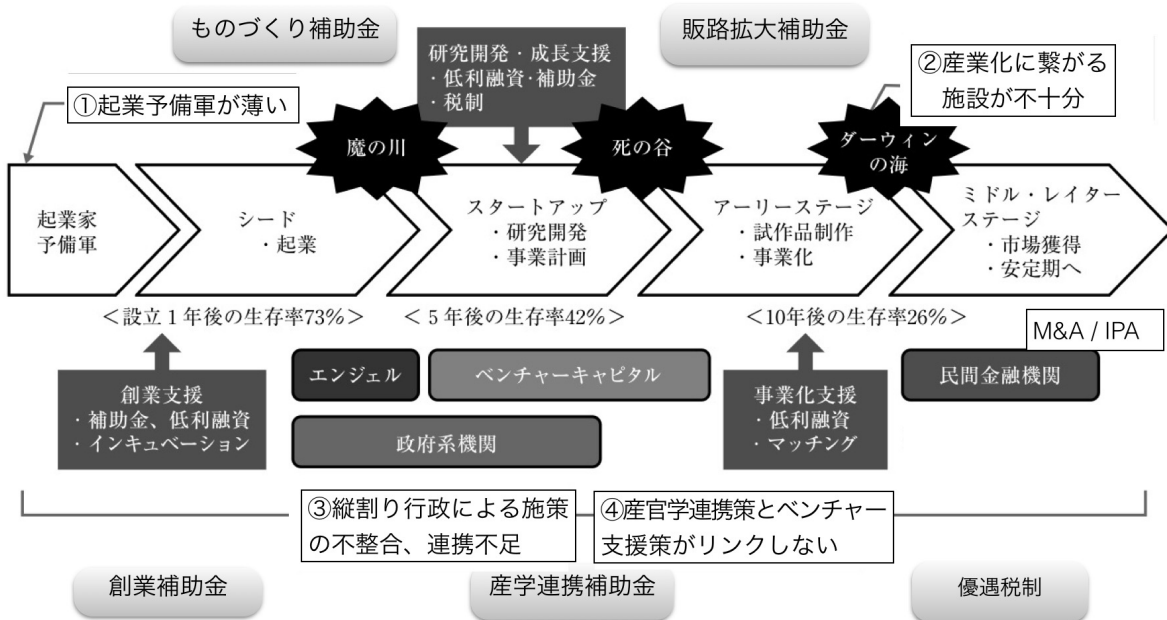 ものづくり補助金
販路拡大補助金
研究開発・成長支援
・低利融資・補助金
・税制
②産業化に繋がる
施設が不十分
①起業予備軍が薄い
魔の川
死の谷
ダーウィン
の海
起業家
予備軍
シード
・起業
スタートアップ
・研究開発
・事業計画
アーリーステージ
・試作品制作
・事業化
ミドル・レイター
ステージ
・市場獲得
・安定期へ
＜設立1年後の生存率73%＞
＜5年後の生存率42%＞
＜10年後の生存率26%＞
M&A / IPA
エンジェル
ベンチャーキャピタル
民間金融機関
創業支援
・補助金、低利融資
・インキュベーション
政府系機関
事業化支援
・低利融資
・マッチング
③縦割り行政による施策
の不整合、連携不足
④産官学連携策とベンチャー
支援策がリンクしない
創業補助金
産学連携補助金
優遇税制